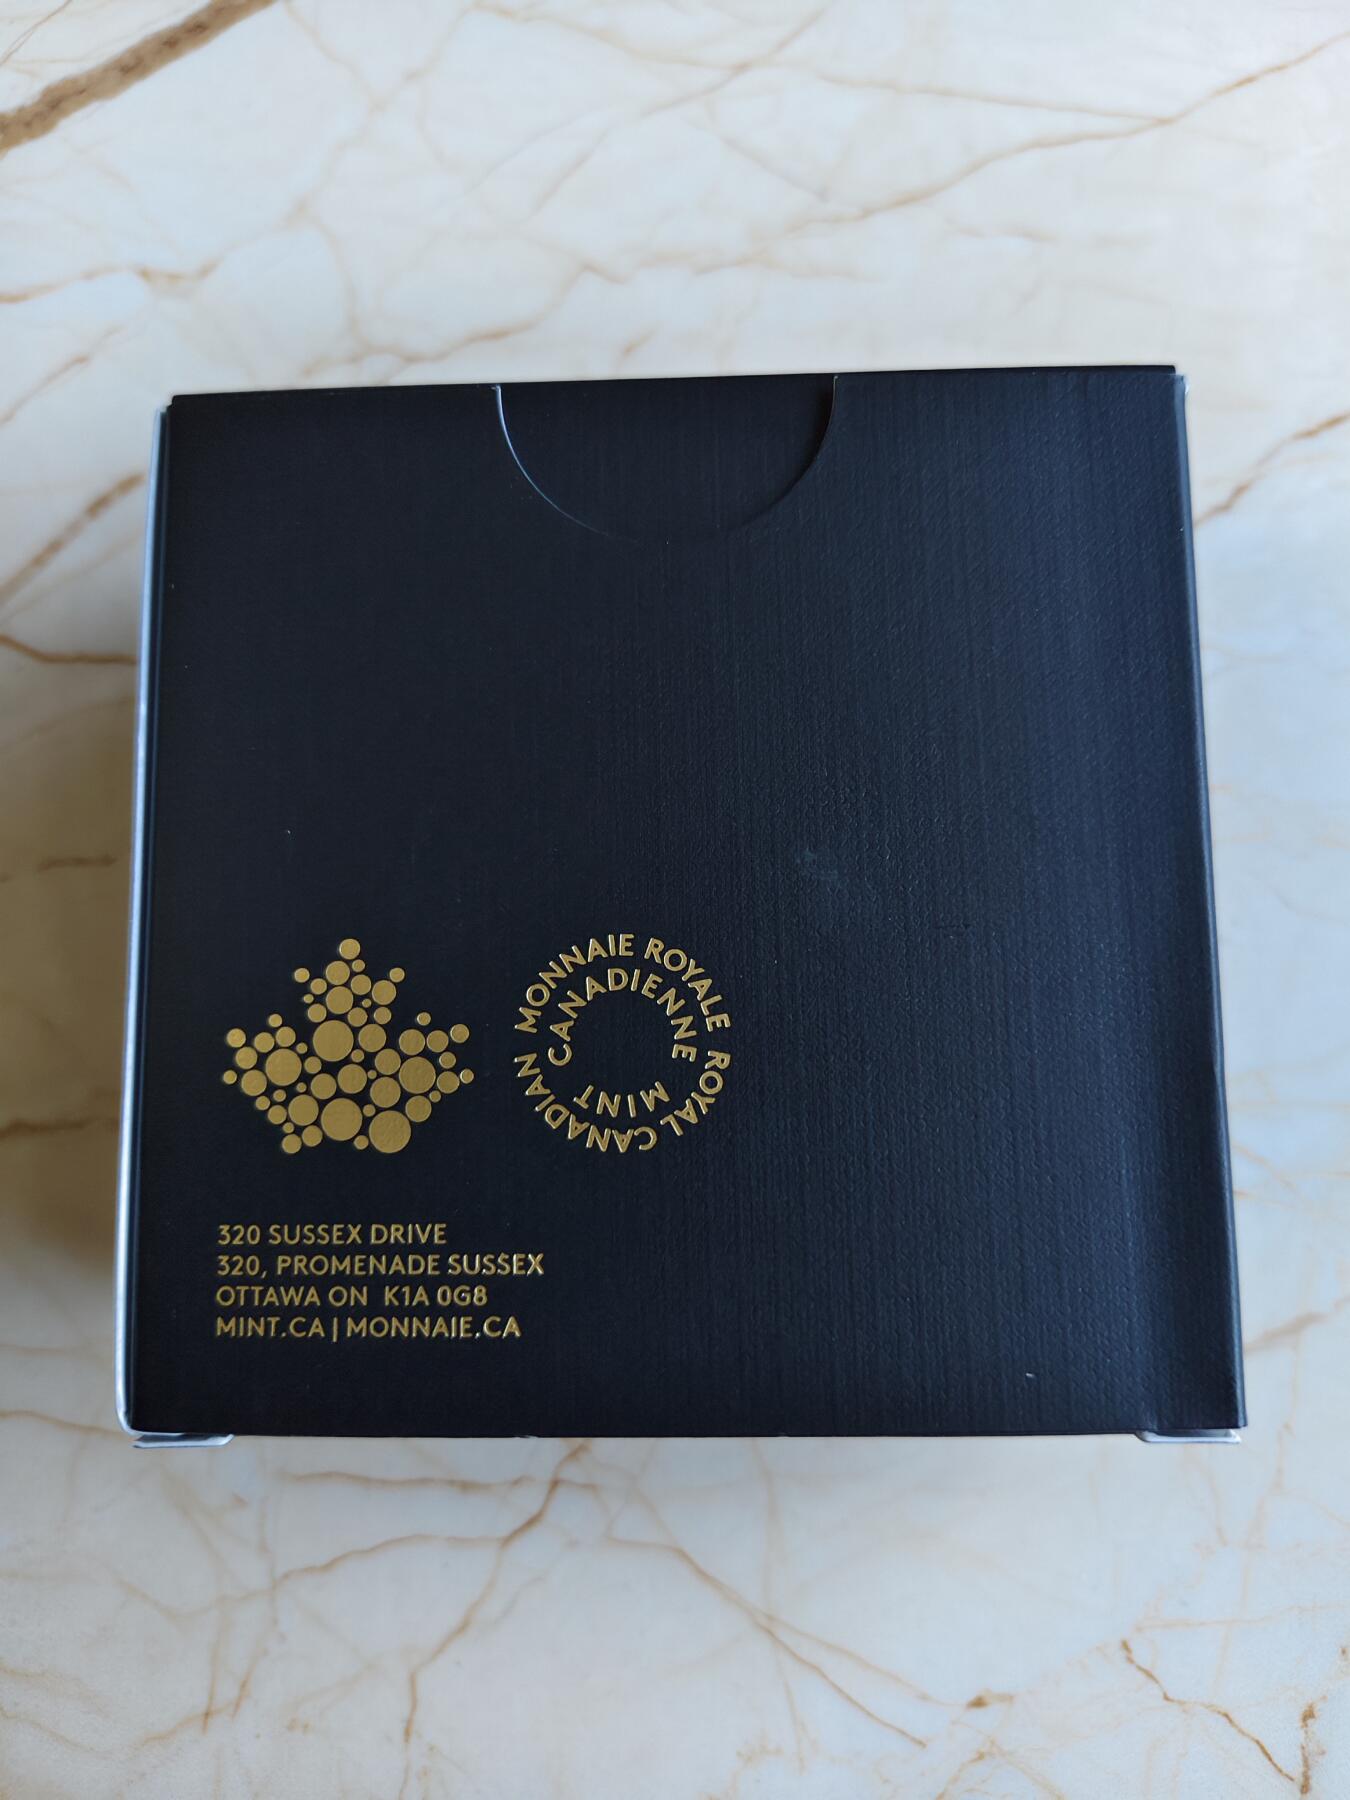 MONNAIE ROYALE
CANADIENNE
ROYAL CANADIAN
MINT
320 SUSSEX DRIVE
320, PROMENADE SUSSEX
OTTAWA ON K1A 0G8
MINT.CA | MONNAIE.CA